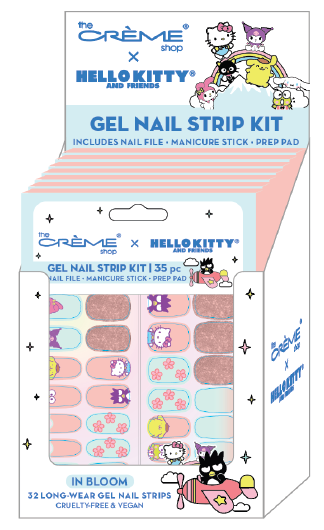 the
CRÈME®
shop
×
HELLO KITTY®
AND FRIENDS
GEL NAIL STRIP KIT
INCLUDES NAIL FILE • MANICURE STICK • PREP PAD
the
CRÈME®
shop
× HELLO KITTY®
AND FRIENDS
GEL NAIL STRIP KIT | 35 pc
NAIL FILE • MANICURE STICK • PREP PAD
IN BLOOM
32 LONG-WEAR GEL NAIL STRIPS
CRUELTY-FREE & VEGAN
the
CRÈME
×
HELLO KITTY